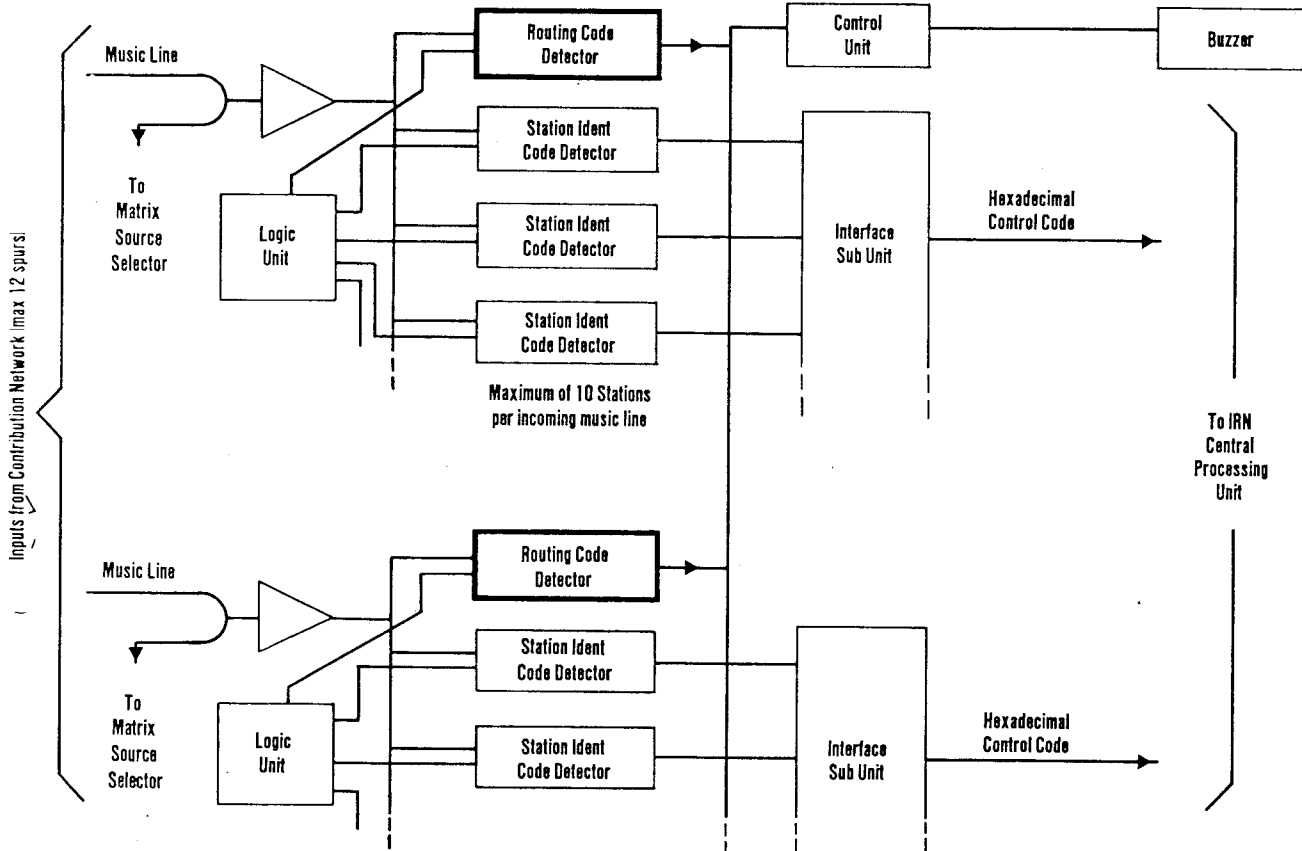 Inputs from Contribution Network (max 12 spurs)
Music Line
To
Matrix
Source
Selector
Logic
Unit
Routing Code
Detector
Station Ident
Code Detector
Station Ident
Code Detector
Station Ident
Code Detector
Maximum of 10 Stations
per incoming music line
Control
Unit
Buzzer
Interface
Sub Unit
Hexadecimal
Control Code
To IRN
Central
Processing
Unit
Music Line
To
Matrix
Source
Selector
Logic
Unit
Routing Code
Detector
Station Ident
Code Detector
Station Ident
Code Detector
Interface
Sub Unit
Hexadecimal
Control Code